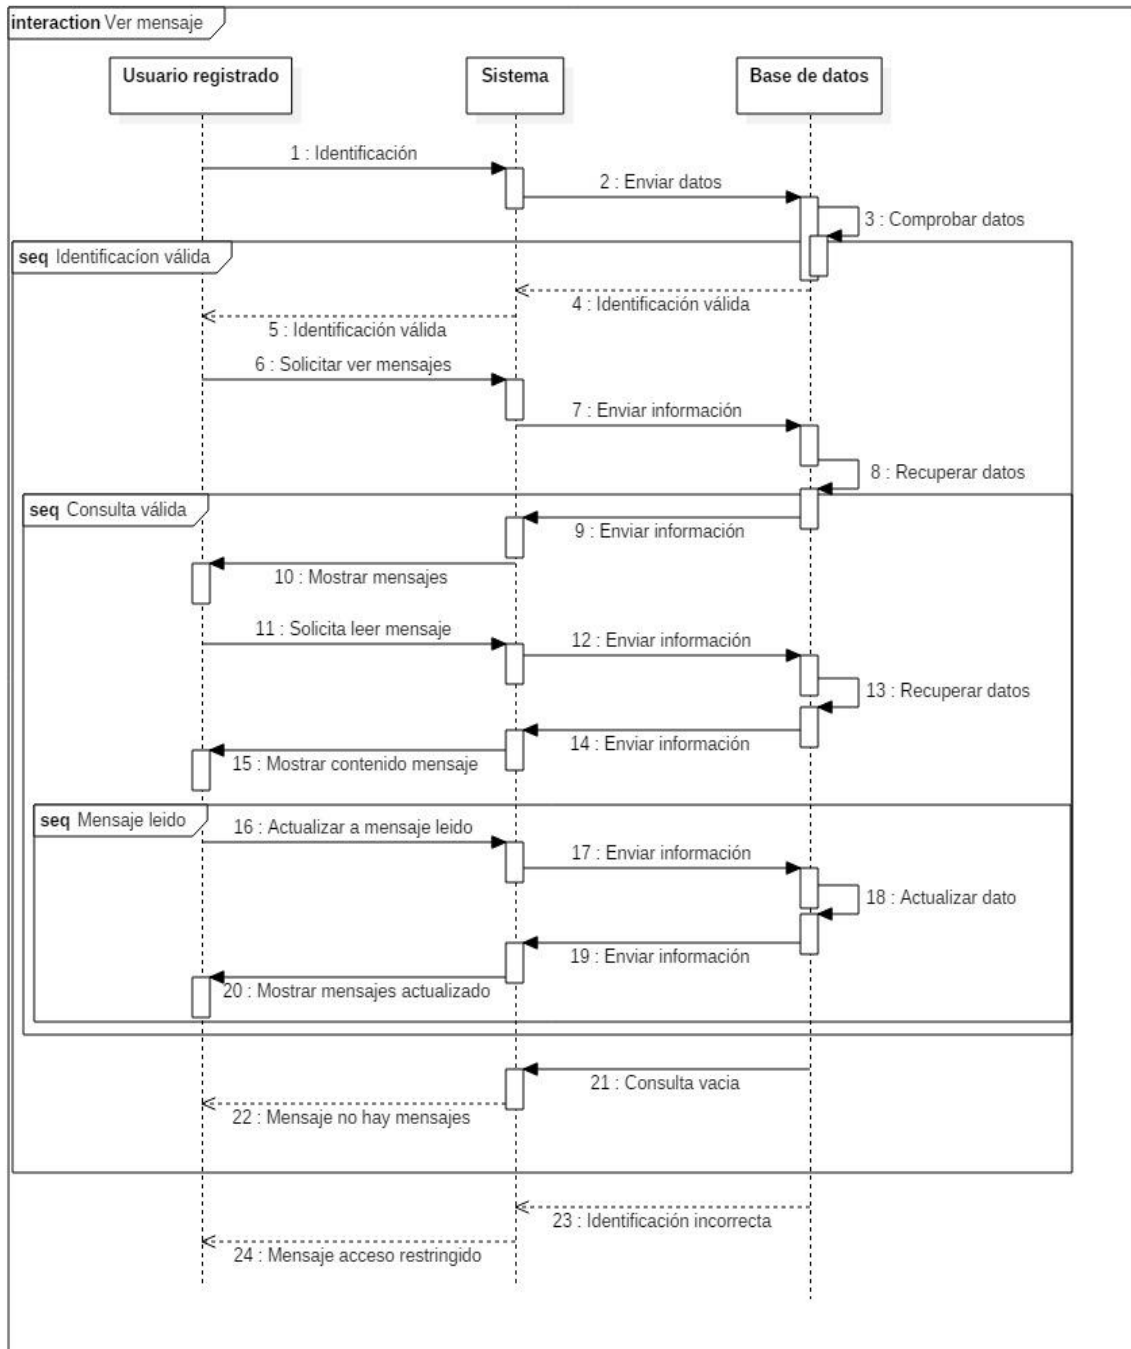 interaction Ver mensaje
Usuario registrado
Sistema
Base de datos
1 : Identificación
2 : Enviar datos
3 : Comprobar datos
seq Identificacíon válida
4 : Identificación válida
5 : Identificación válida
6 : Solicitar ver mensajes
7 : Enviar información
8 : Recuperar datos
seq Consulta válida
9 : Enviar información
10 : Mostrar mensajes
11 : Solicita leer mensaje
12 : Enviar información
13 : Recuperar datos
14 : Enviar información
15 : Mostrar contenido mensaje
seq Mensaje leido
16 : Actualizar a mensaje leido
17 : Enviar información
18 : Actualizar dato
19 : Enviar información
20 : Mostrar mensajes actualizado
21 : Consulta vacia
22 : Mensaje no hay mensajes
23 : Identificación incorrecta
24 : Mensaje acceso restringido